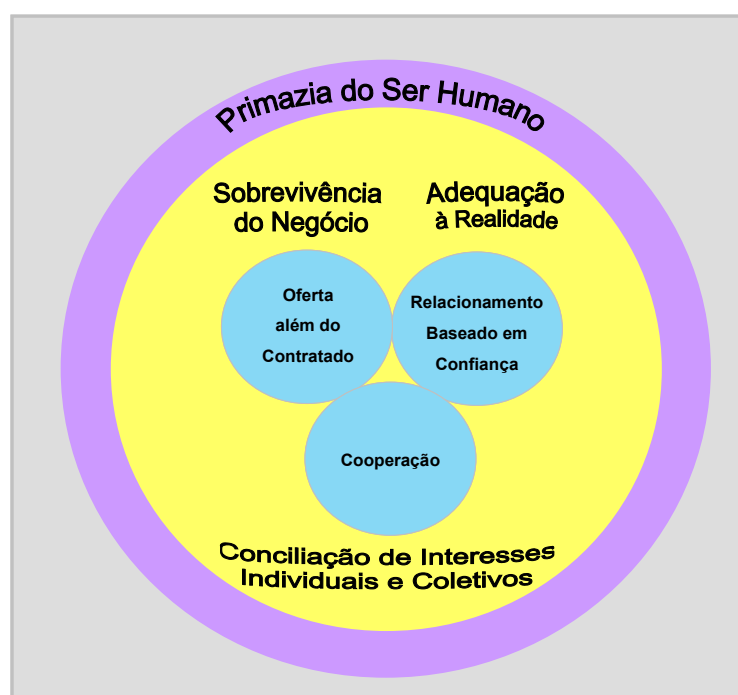 Primazia do Ser Humano
Sobrevivência
do Negócio
Adequação
à Realidade
Oferta
além do
Contratado
Relacionamento
Baseado em
Confiança
Cooperação
Conciliação de Interesses
Individuais e Coletivos